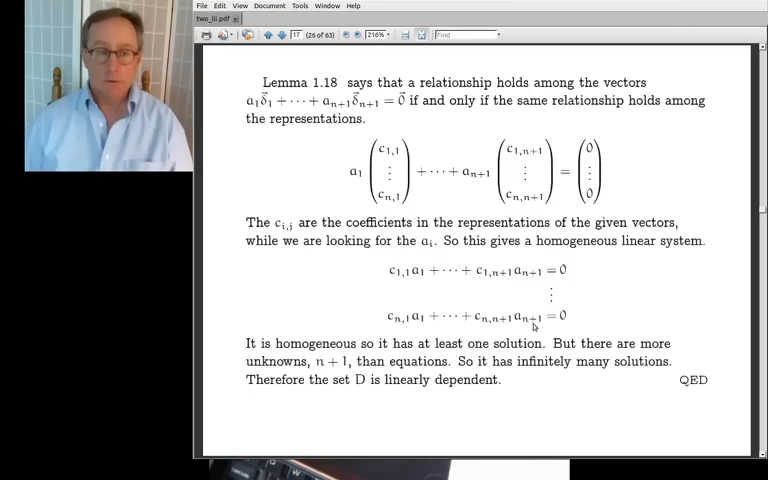 File Edit View Document Tools Window Help
two_iii.pdf
17 (26 of 63) 216% Find
Lemma 1.18 says that a relationship holds among the vectors
a₁δ⃗₁ + ⋯ + aₙ₊₁δ⃗ₙ₊₁ = 0⃗ if and only if the same relationship holds among
the representations.
a₁ (c₁,₁ ⋮ cₙ,₁) + ⋯ + aₙ₊₁ (c₁,ₙ₊₁ ⋮ cₙ,ₙ₊₁) = (0 ⋮ 0)
The cᵢ,ⱼ are the coefficients in the representations of the given vectors,
while we are looking for the aᵢ. So this gives a homogeneous linear system.
c₁,₁a₁ + ⋯ + c₁,ₙ₊₁aₙ₊₁ = 0
⋮
cₙ,₁a₁ + ⋯ + cₙ,ₙ₊₁aₙ₊₁ = 0
It is homogeneous so it has at least one solution. But there are more
unknowns, n + 1, than equations. So it has infinitely many solutions.
Therefore the set D is linearly dependent. QED